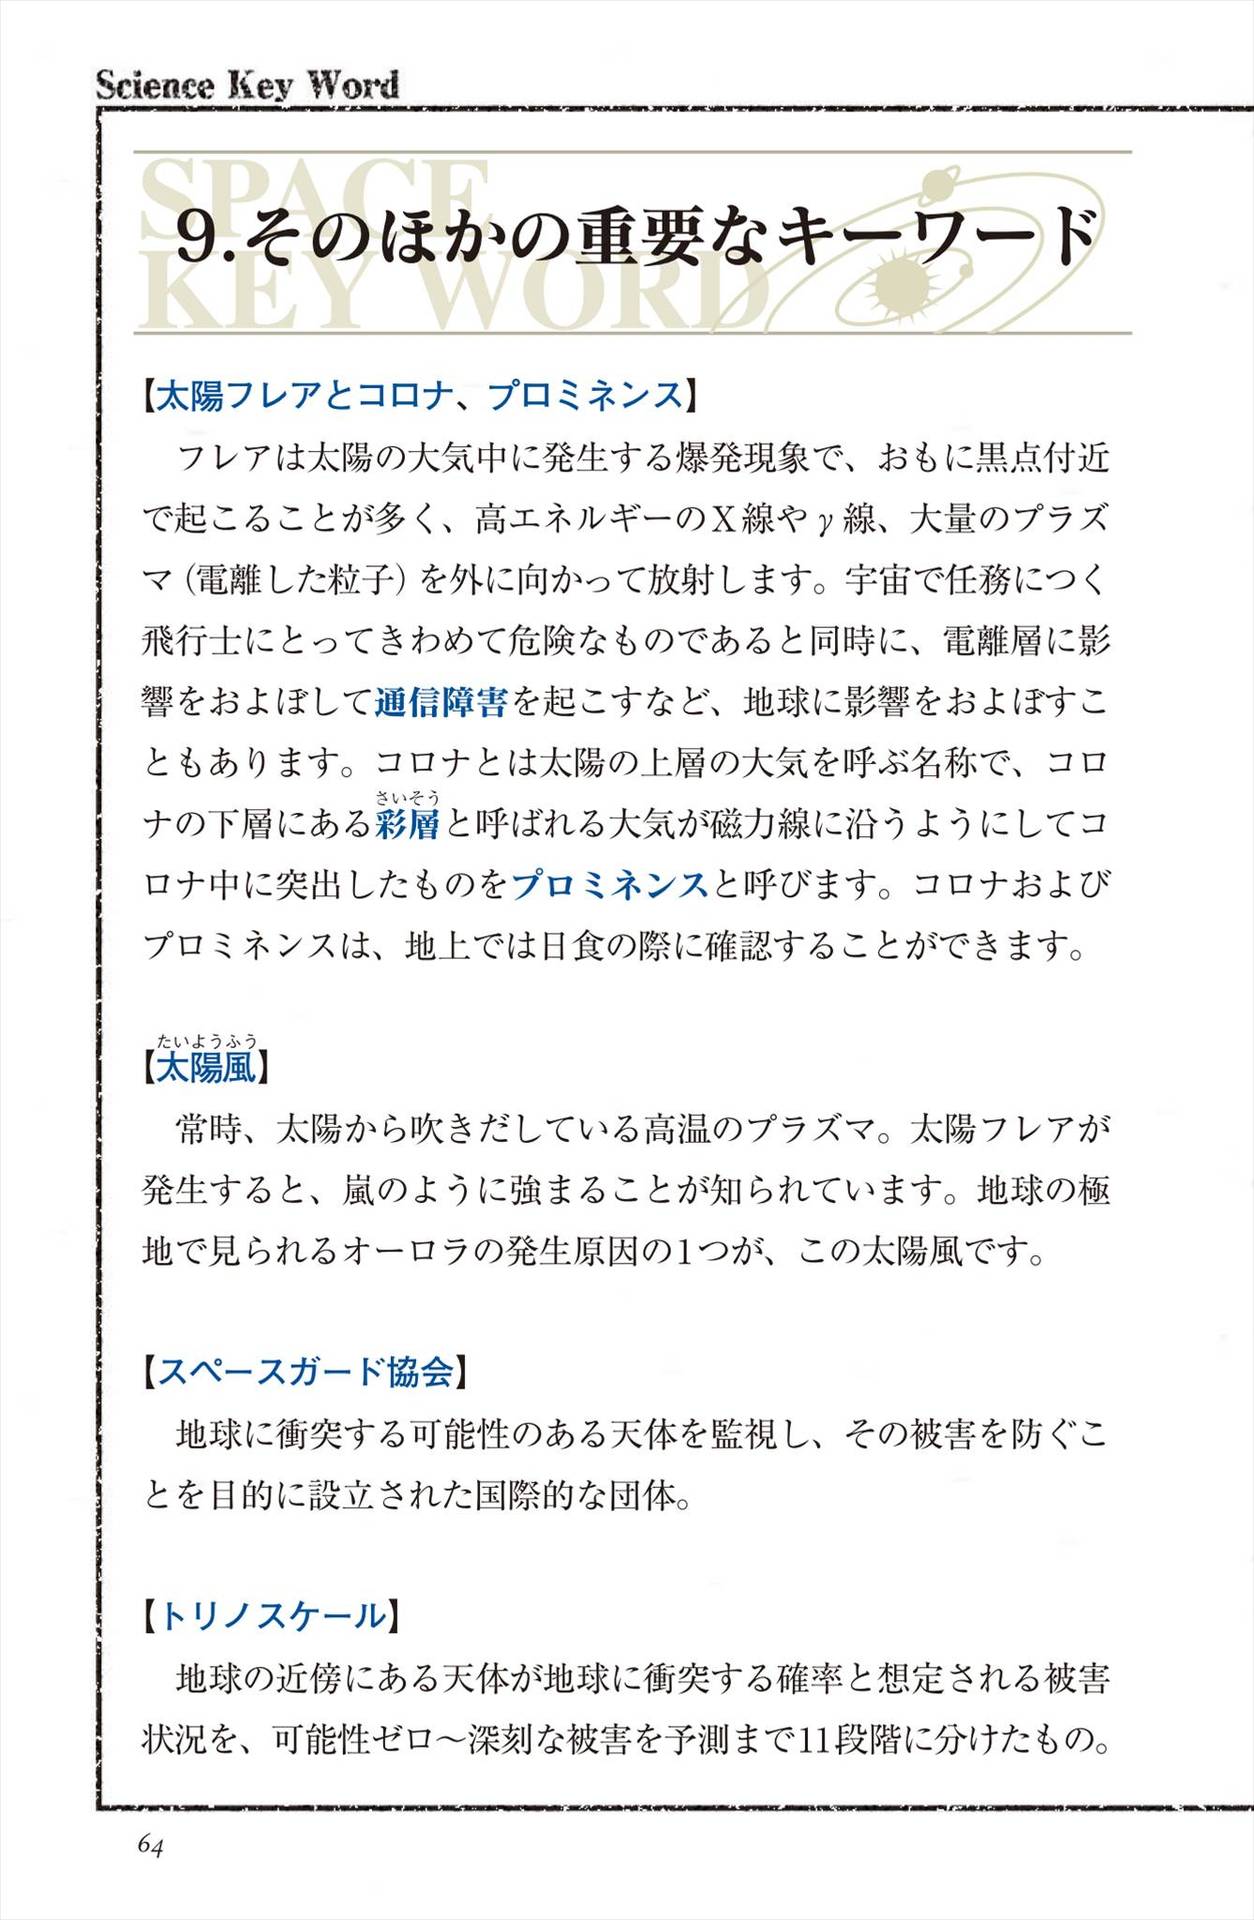 Science Key Word
SPACE
KEY WORD
9.そのほかの重要なキーワード
【太陽フレアとコロナ、プロミネンス】
フレアは太陽の大気中に発生する爆発現象で、おもに黒点付近
で起こることが多く、高エネルギーのX線やγ線、大量のプラズ
マ（電離した粒子）を外に向かって放射します。宇宙で任務につく
飛行士にとってきわめて危険なものであると同時に、電離層に影
響をおよぼして通信障害を起こすなど、地球に影響をおよぼすこ
ともあります。コロナとは太陽の上層の大気を呼ぶ名称で、コロ
さいそう
ナの下層にある彩層と呼ばれる大気が磁力線に沿うようにしてコ
ロナ中に突出したものをプロミネンスと呼びます。コロナおよび
プロミネンスは、地上では日食の際に確認することができます。
たいようふう
【太陽風】
常時、太陽から吹きだしている高温のプラズマ。太陽フレアが
発生すると、嵐のように強まることが知られています。地球の極
地で見られるオーロラの発生原因の1つが、この太陽風です。
【スペースガード協会】
地球に衝突する可能性のある天体を監視し、その被害を防ぐこ
とを目的に設立された国際的な団体。
【トリノスケール】
地球の近傍にある天体が地球に衝突する確率と想定される被害
状況を、可能性ゼロ〜深刻な被害を予測まで11段階に分けたもの。
64